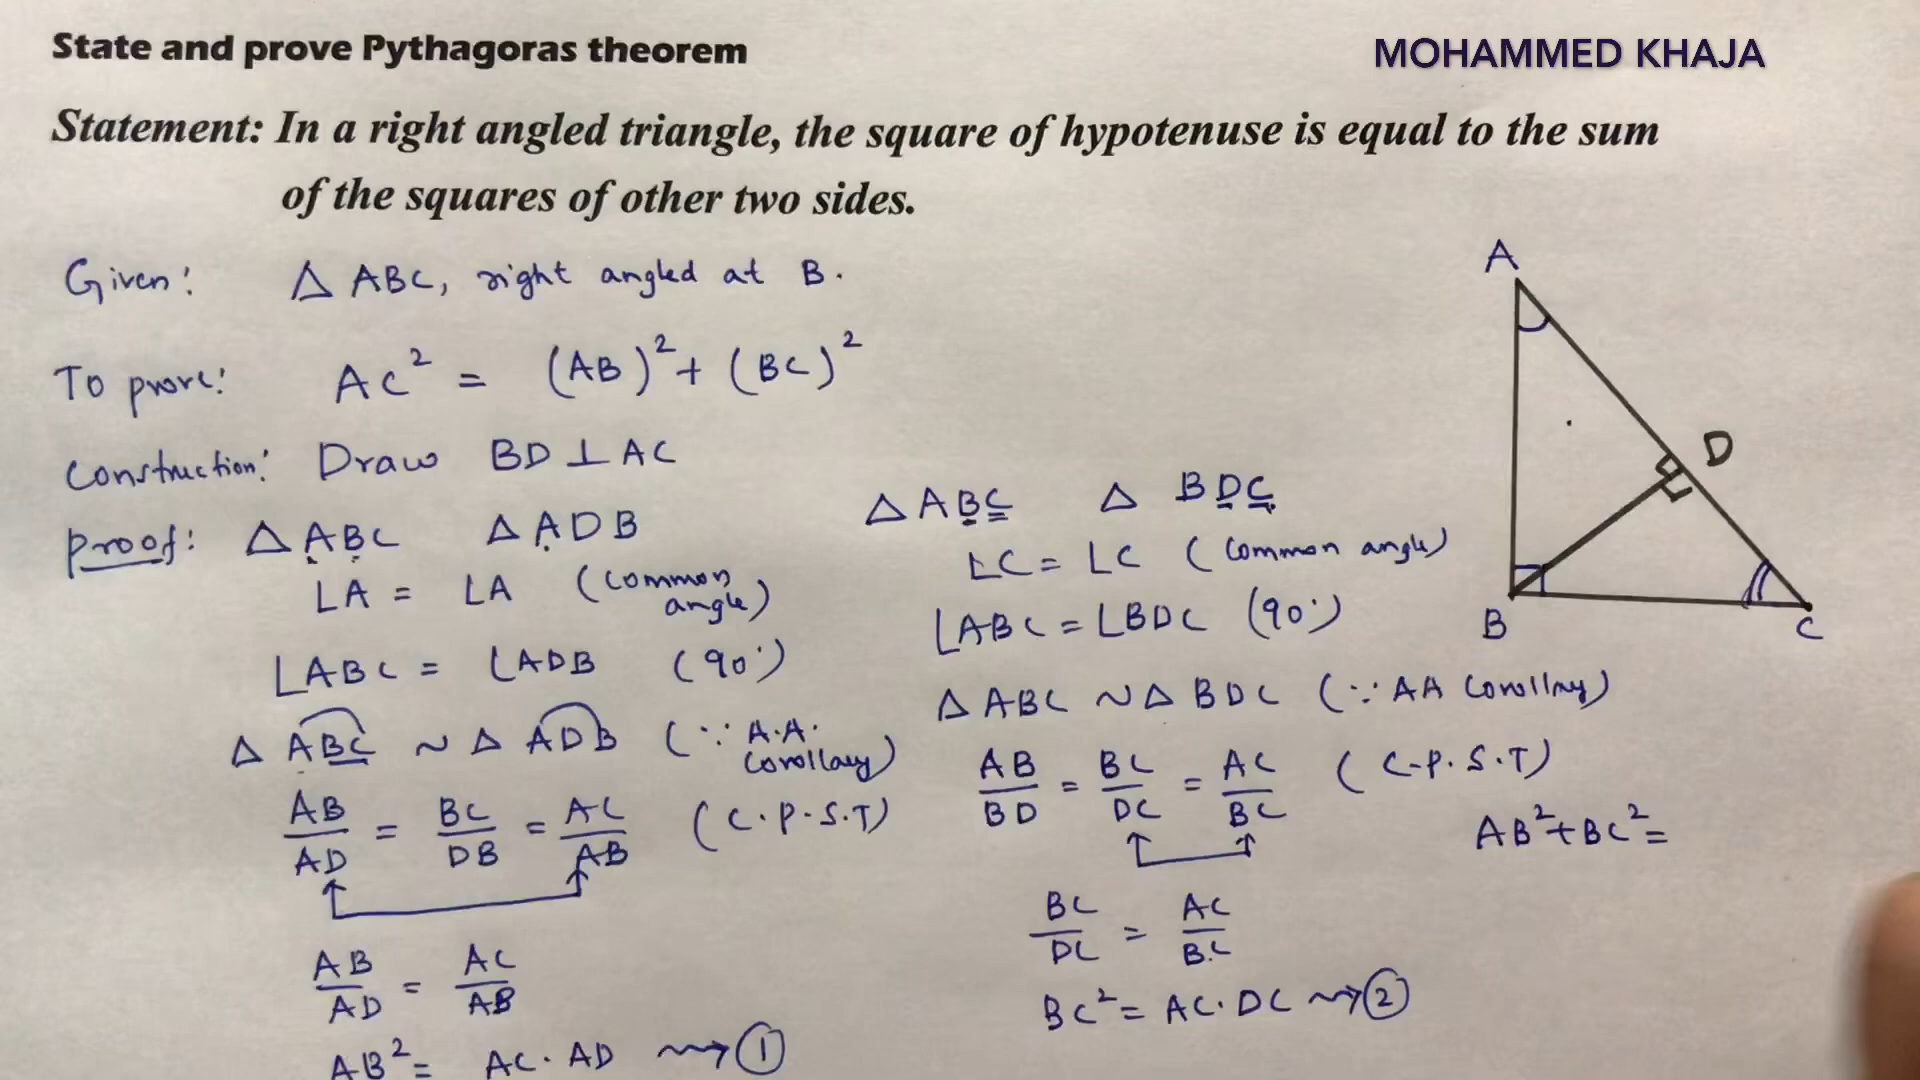 State and prove Pythagoras theorem
MOHAMMED KHAJA
Statement: In a right angled triangle, the square of hypotenuse is equal to the sum
of the squares of other two sides.
Given: △ ABC, right angled at B.
To prove: AC² = (AB)² + (BC)²
Construction: Draw BD ⊥ AC
Proof: △ ABC △ ADB
∠A = ∠A (common angle)
∠ABC = ∠ADB (90°)
△ ABC ~ △ ADB (∵ A.A. Corollary)
AB/AD = BC/DB = AC/AB (C.P.S.T)
AB/AD = AC/AB
AB² = AC · AD ⇝ ①
△ ABC △ BDC
∠C = ∠C (Common angle)
∠ABC = ∠BDC (90°)
△ ABC ~ △ BDC (∵ AA Corollary)
AB/BD = BC/DC = AC/BC (C.P.S.T)
BC/DC = AC/BC
BC² = AC · DC ⇝ ②
AB² + BC² =
A
D
B
C